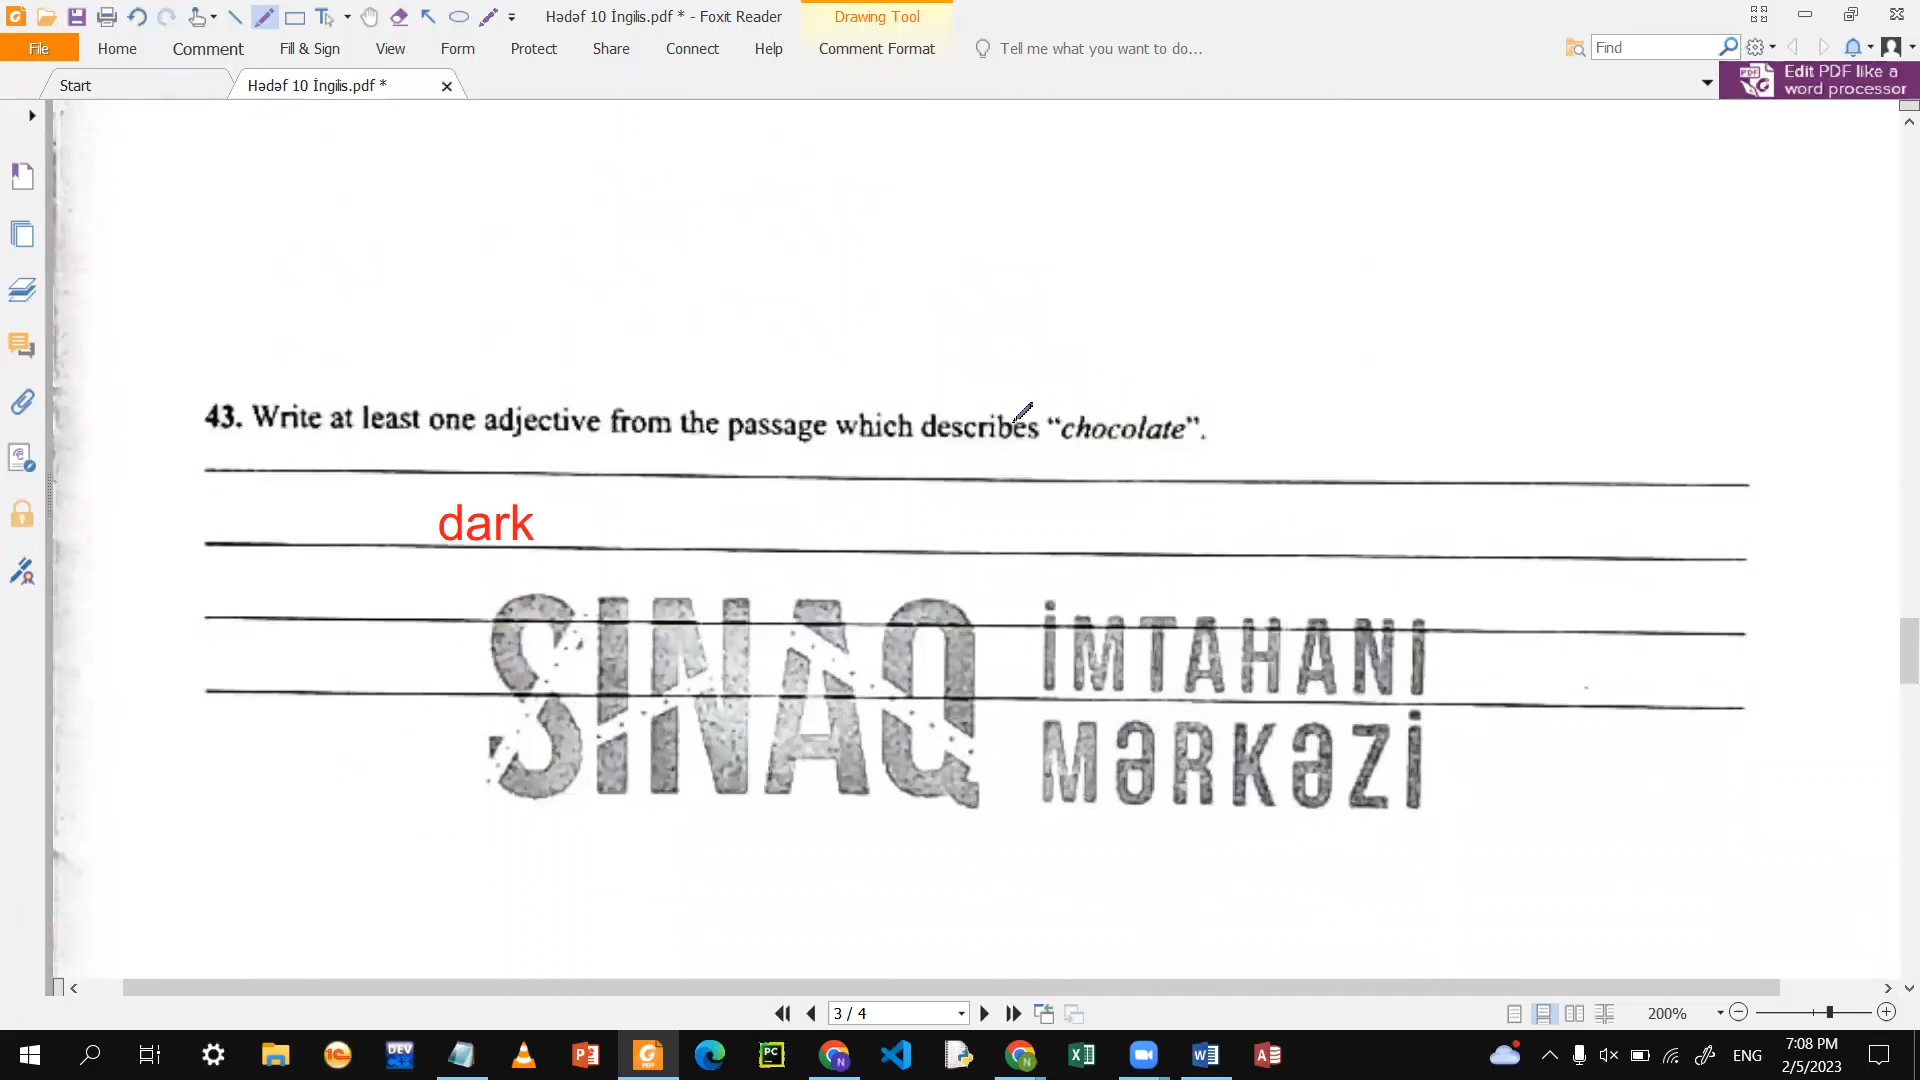 Hədəf 10 İngilis.pdf * - Foxit Reader
Drawing Tool
File
Home
Comment
Fill & Sign
View
Form
Protect
Share
Connect
Help
Comment Format
Tell me what you want to do...
Find
Start
Hədəf 10 İngilis.pdf *
Edit PDF like a
word processor
43. Write at least one adjective from the passage which describes “chocolate”.
dark
SINAQ
İMTAHANI
MƏRKƏZİ
3 / 4
200%
ENG
7:08 PM
2/5/2023